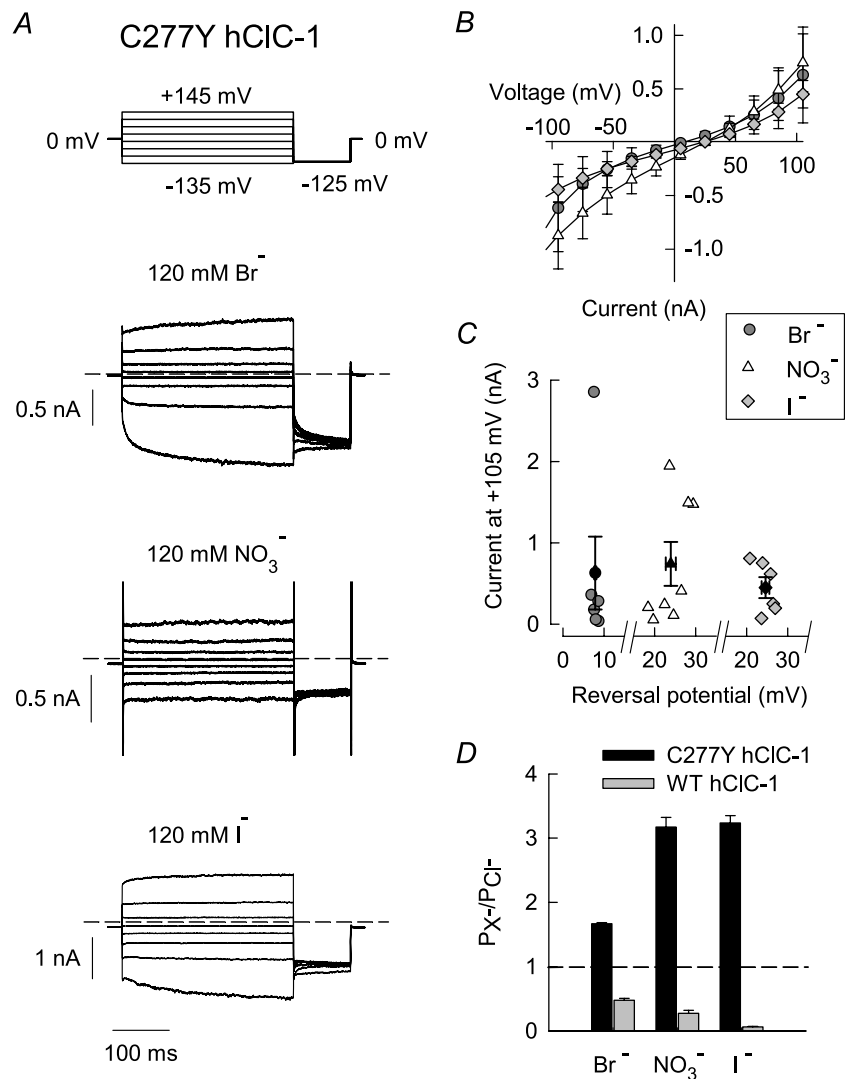 A
C277Y hClC-1
+145 mV
0 mV
0 mV
-135 mV
-125 mV
120 mM Br⁻
0.5 nA
120 mM NO₃⁻
0.5 nA
120 mM I⁻
1 nA
100 ms
B
1.0
Voltage (mV)
0.5
-100
-50
50
100
-0.5
-1.0
Current (nA)
Br⁻
NO₃⁻
I⁻
C
3
2
1
0
Current at +105 mV (nA)
0
10
20
30
20
30
Reversal potential (mV)
D
C277Y hClC-1
WT hClC-1
4
3
2
1
0
Pₓ-/P_Cl-
Br⁻
NO₃⁻
I⁻